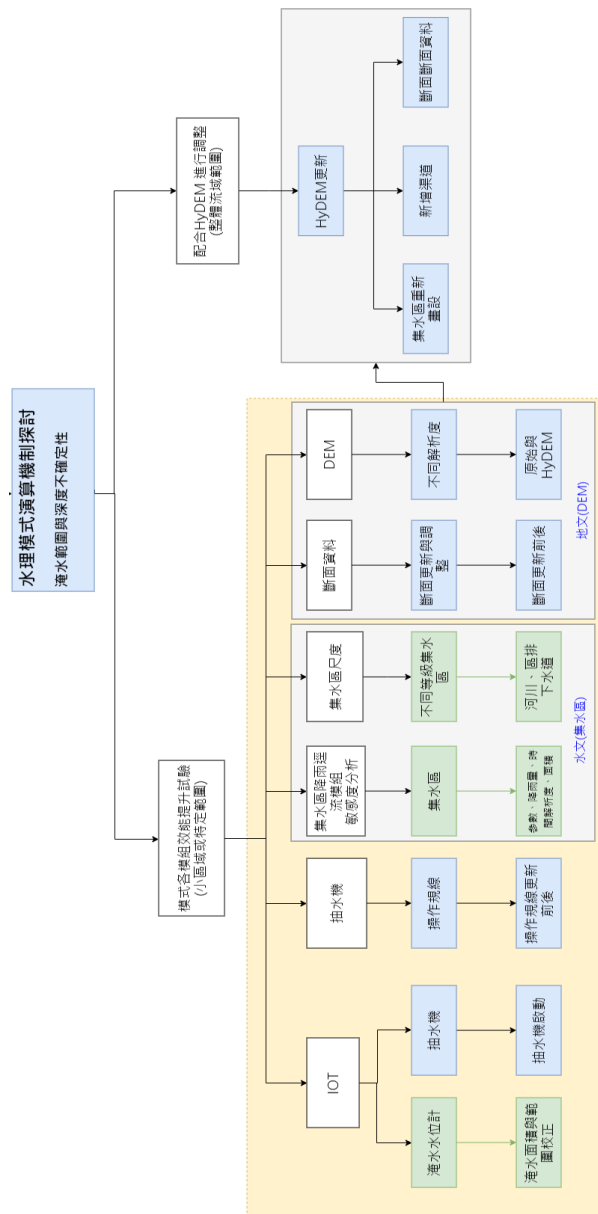 水理模式演算機制探討
淹水範圍與深度不確定性
模式各模組效能提升試驗
(小區域或特定範圍)
配合HyDEM 進行調整
(整體流域範圍)
IOT
抽水機
集水區降雨逕
流模組
敏感度分析
集水區尺度
斷面資料
DEM
淹水水位計
抽水機
操作規線
集水區
不同等級集水
區
斷面更新與調
整
不同解析度
淹水面積與範
圍校正
抽水機啟動
操作規線更新
前後
參數、降雨量、時
間解析度、面積
河川、區排
下水道
斷面更新前後
原始與
HyDEM
水文(集水區)
地文(DEM)
HyDEM更新
集水區重新
畫設
新增渠道
斷面斷面資料